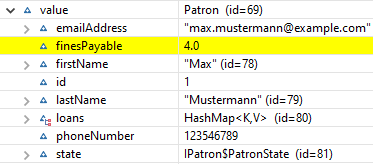 value Patron (id=69)
emailAddress "max.mustermann@example.com"
finesPayable 4.0
firstName "Max" (id=78)
id 1
lastName "Mustermann" (id=79)
loans HashMap<K,V> (id=80)
phoneNumber 123546789
state IPatron$PatronState (id=81)